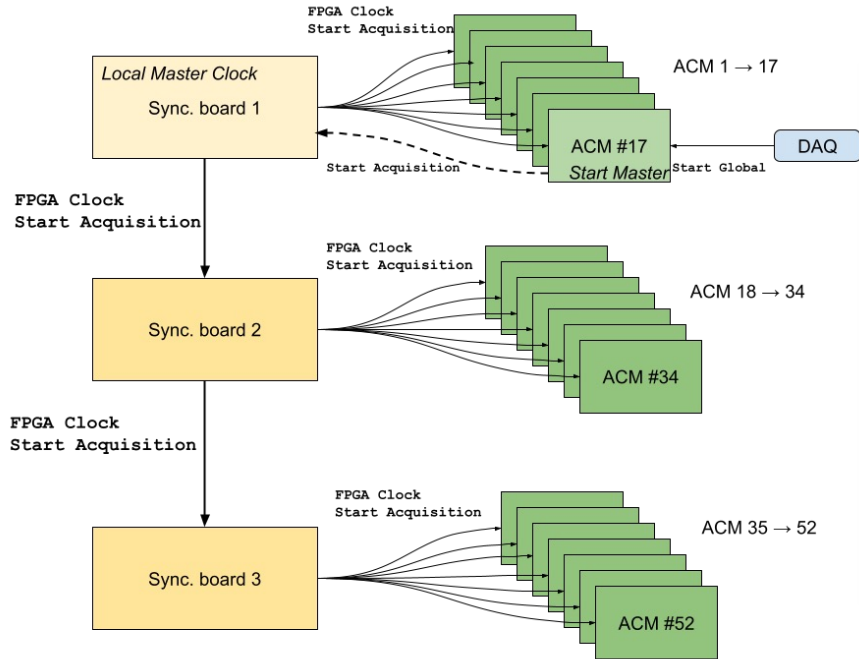 FPGA Clock
Start Acquisition
Local Master Clock
Sync. board 1
ACM 1 → 17
ACM #17
Start Master
DAQ
Start Acquisition
Start Global
FPGA Clock
Start Acquisition
FPGA Clock
Start Acquisition
Sync. board 2
ACM 18 → 34
ACM #34
FPGA Clock
Start Acquisition
FPGA Clock
Start Acquisition
Sync. board 3
ACM 35 → 52
ACM #52